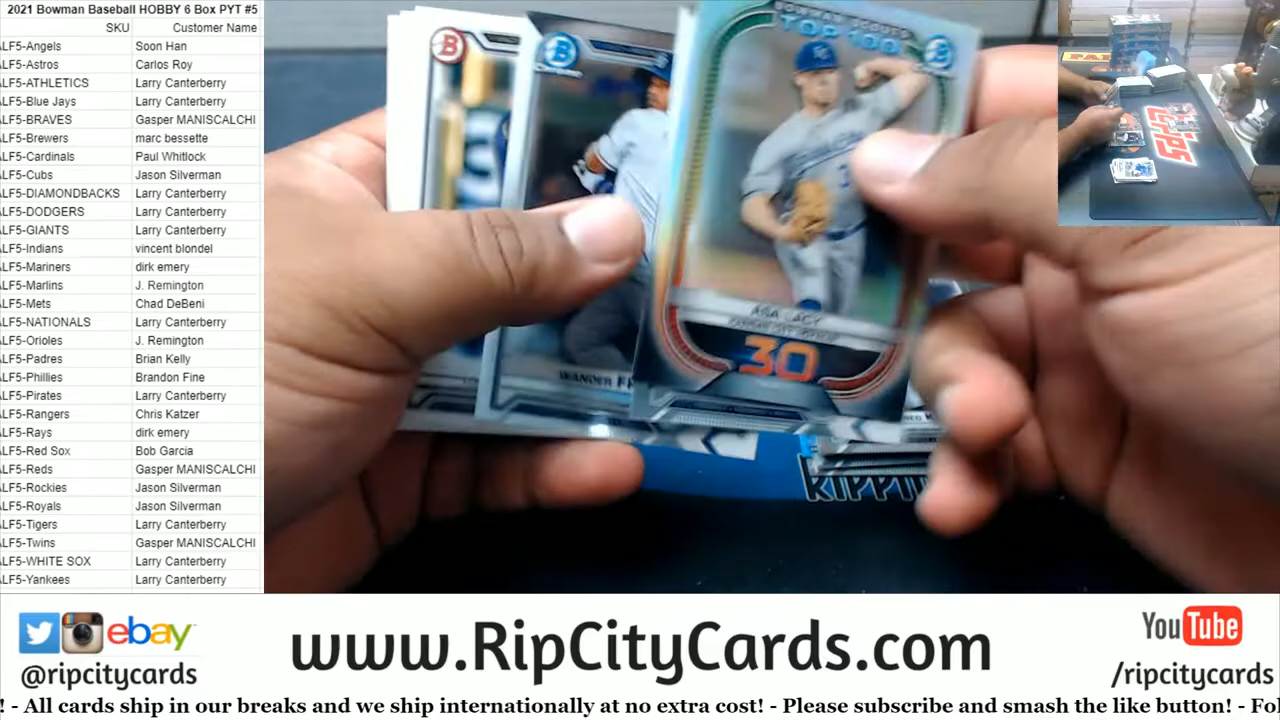 2021 Bowman Baseball HOBBY 6 Box PYT #5
SKU Customer Name
ALF5-Angels Soon Han
ALF5-Astros Carlos Roy
ALF5-ATHLETICS Larry Canterberry
ALF5-Blue Jays Larry Canterberry
ALF5-BRAVES Gasper MANISCALCHI
ALF5-Brewers marc bessette
ALF5-Cardinals Paul Whitlock
ALF5-Cubs Jason Silverman
ALF5-DIAMONDBACKS Larry Canterberry
ALF5-DODGERS Larry Canterberry
ALF5-GIANTS Larry Canterberry
ALF5-Indians vincent blondel
ALF5-Mariners dirk emery
ALF5-Marlins J. Remington
ALF5-Mets Chad DeBeni
ALF5-NATIONALS Larry Canterberry
ALF5-Orioles J. Remington
ALF5-Padres Brian Kelly
ALF5-Phillies Brandon Fine
ALF5-Pirates Larry Canterberry
ALF5-Rangers Chris Katzer
ALF5-Rays dirk emery
ALF5-Red Sox Bob Garcia
ALF5-Reds Gasper MANISCALCHI
ALF5-Rockies Jason Silverman
ALF5-Royals Jason Silverman
ALF5-Tigers Larry Canterberry
ALF5-Twins Gasper MANISCALCHI
ALF5-WHITE SOX Larry Canterberry
ALF5-Yankees Larry Canterberry
BOWMAN SCOUTS
TOP 100
B
ASA LACY
30
WANDER
RIPPI
ebay
@ripcitycards
www.RipCityCards.com
YouTube
/ripcitycards
! - All cards ship in our breaks and we ship internationally at no extra cost! - Please subscribe and smash the like button! - Fo